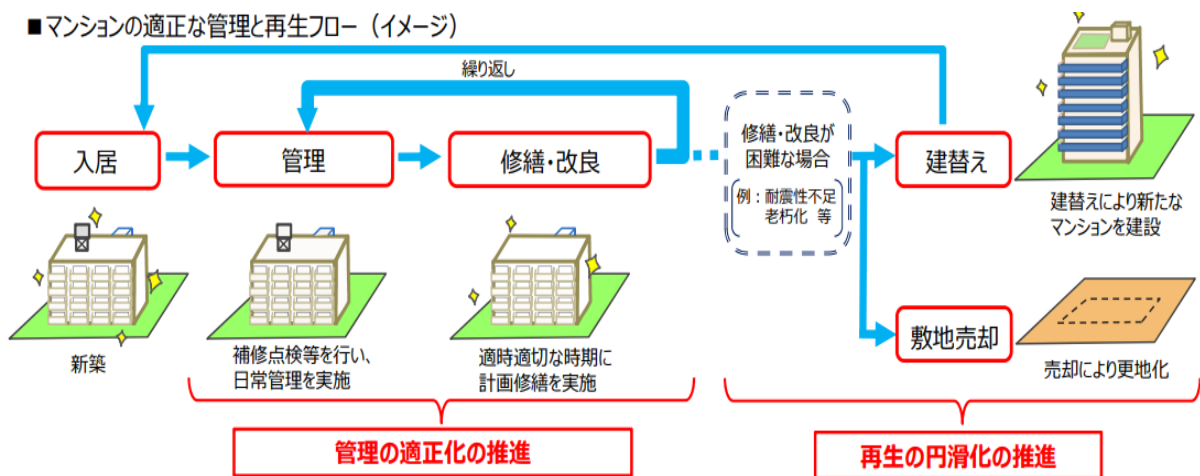 ■マンションの適正な管理と再生フロー（イメージ）
繰り返し
入居
管理
修繕・改良
修繕・改良が
困難な場合
例：耐震性不足
老朽化 等
建替え
建替えにより新たな
マンションを建設
敷地売却
売却により更地化
新築
補修点検等を行い、
日常管理を実施
適時適切な時期に
計画修繕を実施
管理の適正化の推進
再生の円滑化の推進